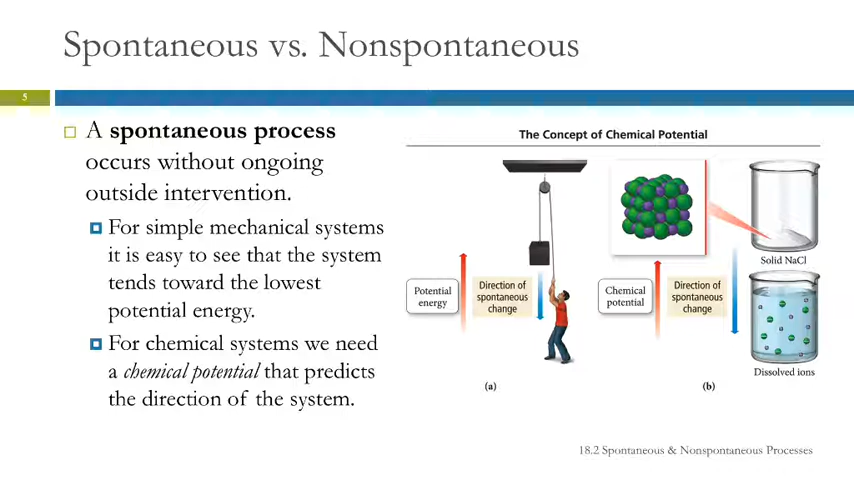 Spontaneous vs. Nonspontaneous
5
A spontaneous process
occurs without ongoing
outside intervention.
For simple mechanical systems
it is easy to see that the system
tends toward the lowest
potential energy.
For chemical systems we need
a chemical potential that predicts
the direction of the system.
The Concept of Chemical Potential
Potential
energy
Direction of
spontaneous
change
(a)
Chemical
potential
Direction of
spontaneous
change
(b)
Solid NaCl
Dissolved ions
18.2 Spontaneous & Nonspontaneous Processes